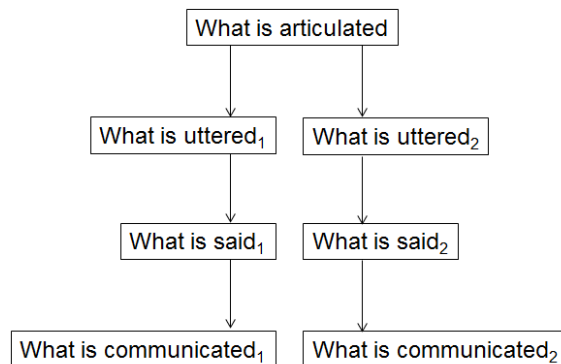 What is articulated
What is uttered₁ What is uttered₂
What is said₁ What is said₂
What is communicated₁ What is communicated₂